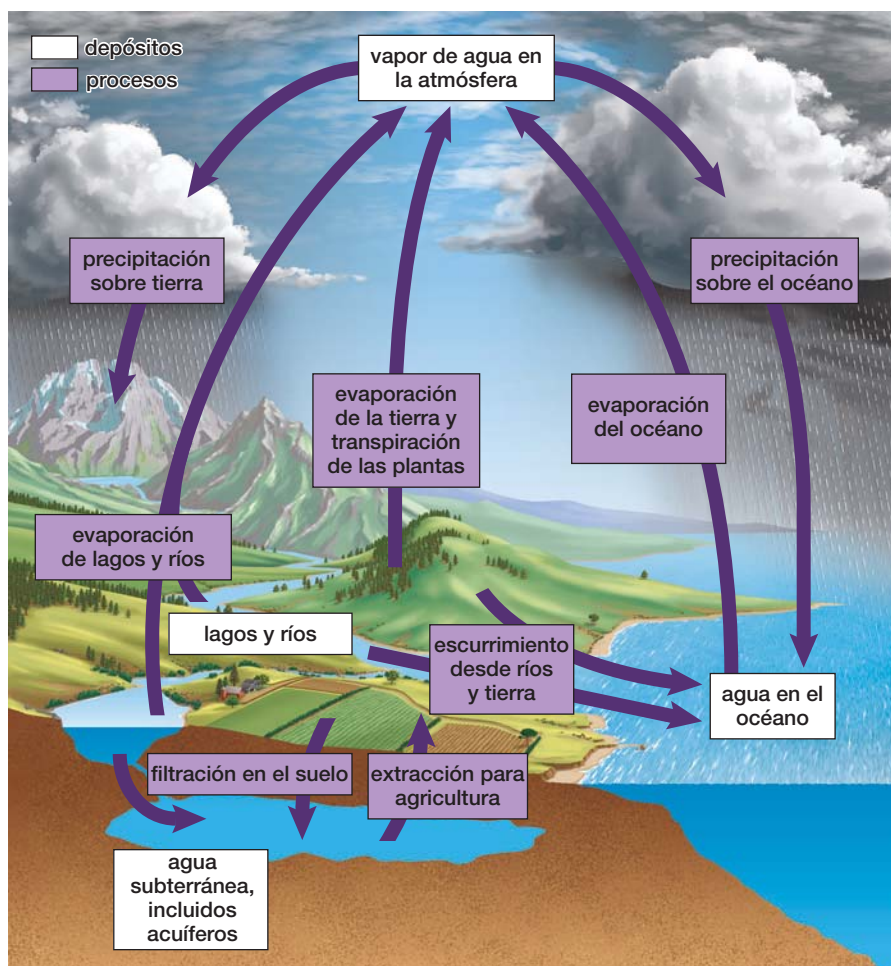 depósitos
procesos
vapor de agua en
la atmósfera
precipitación
sobre tierra
precipitación
sobre el océano
evaporación
de la tierra y
transpiración
de las plantas
evaporación
del océano
evaporación
de lagos y ríos
lagos y ríos
escurrimiento
desde ríos
y tierra
agua en el
océano
filtración en el suelo
extracción para
agricultura
agua
subterránea,
incluidos
acuíferos